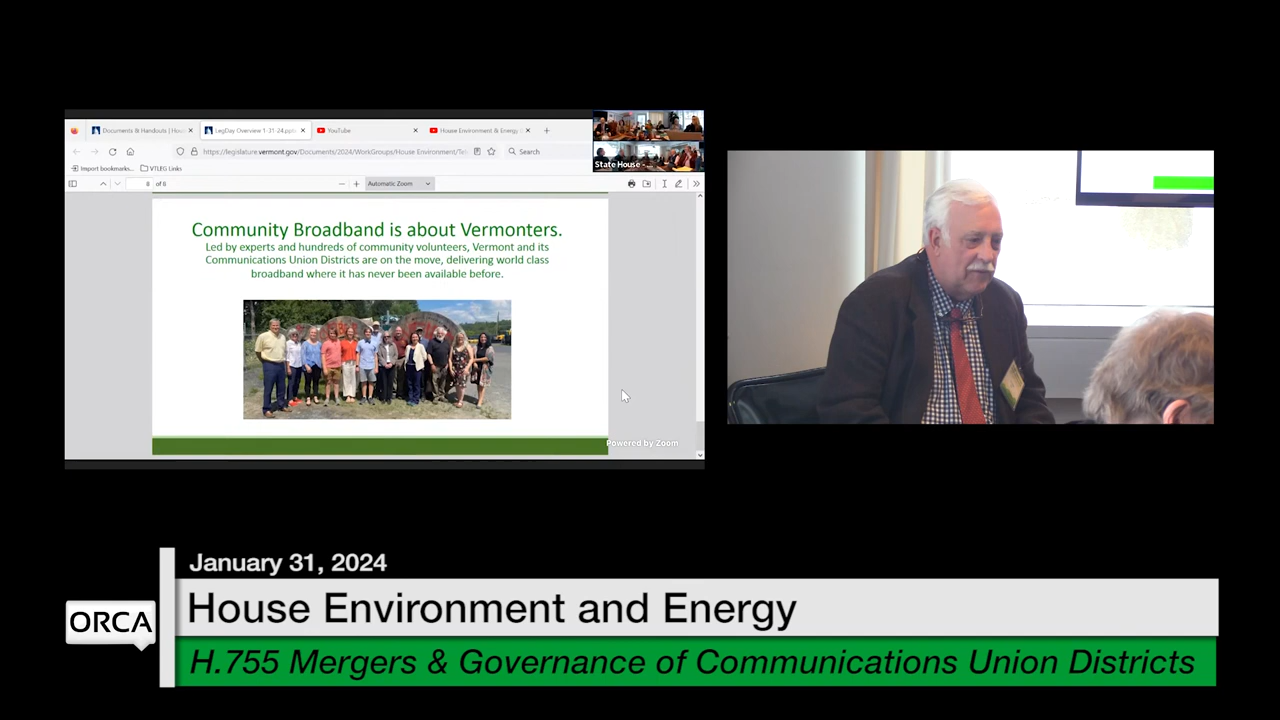 Documents & Handouts | Hou
LegDay Overview 1-31-24.ppt
YouTube
House Environment & Energy
https://legislature.vermont.gov/Documents/2024/WorkGroups/House Environment/Te
Search
Import bookmarks...
VTLEG Links
State House -
8 of 8
Automatic Zoom
Community Broadband is about Vermonters.
Led by experts and hundreds of community volunteers, Vermont and its
Communications Union Districts are on the move, delivering world class
broadband where it has never been available before.
Powered by Zoom
January 31, 2024
House Environment and Energy
ORCA
H.755 Mergers & Governance of Communications Union Districts